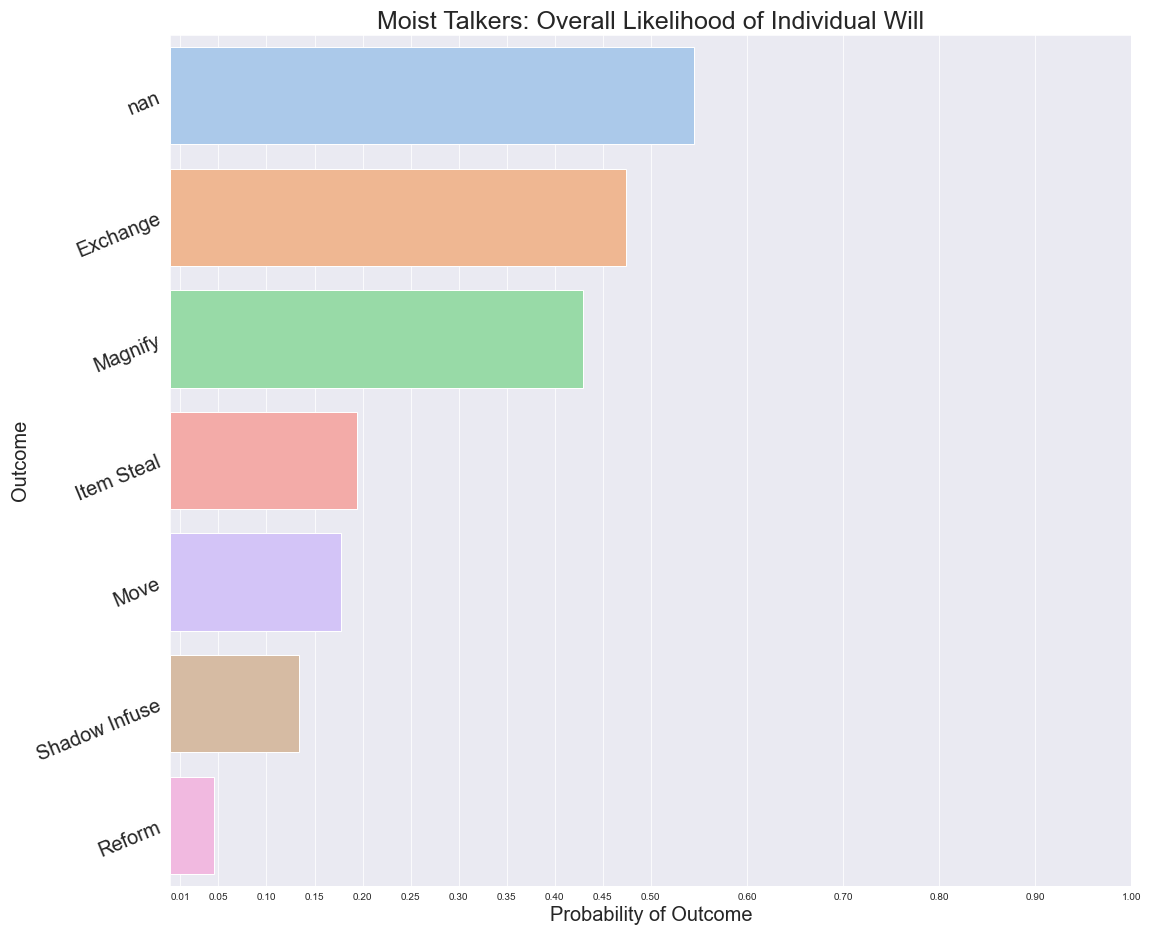 Moist Talkers: Overall Likelihood of Individual Will
nan
Exchange
Magnify
Item Steal
Move
Shadow Infuse
Reform
Outcome
0.01 0.05 0.10 0.15 0.20 0.25 0.30 0.35 0.40 0.45 0.50 0.60 0.70 0.80 0.90 1.00
Probability of Outcome